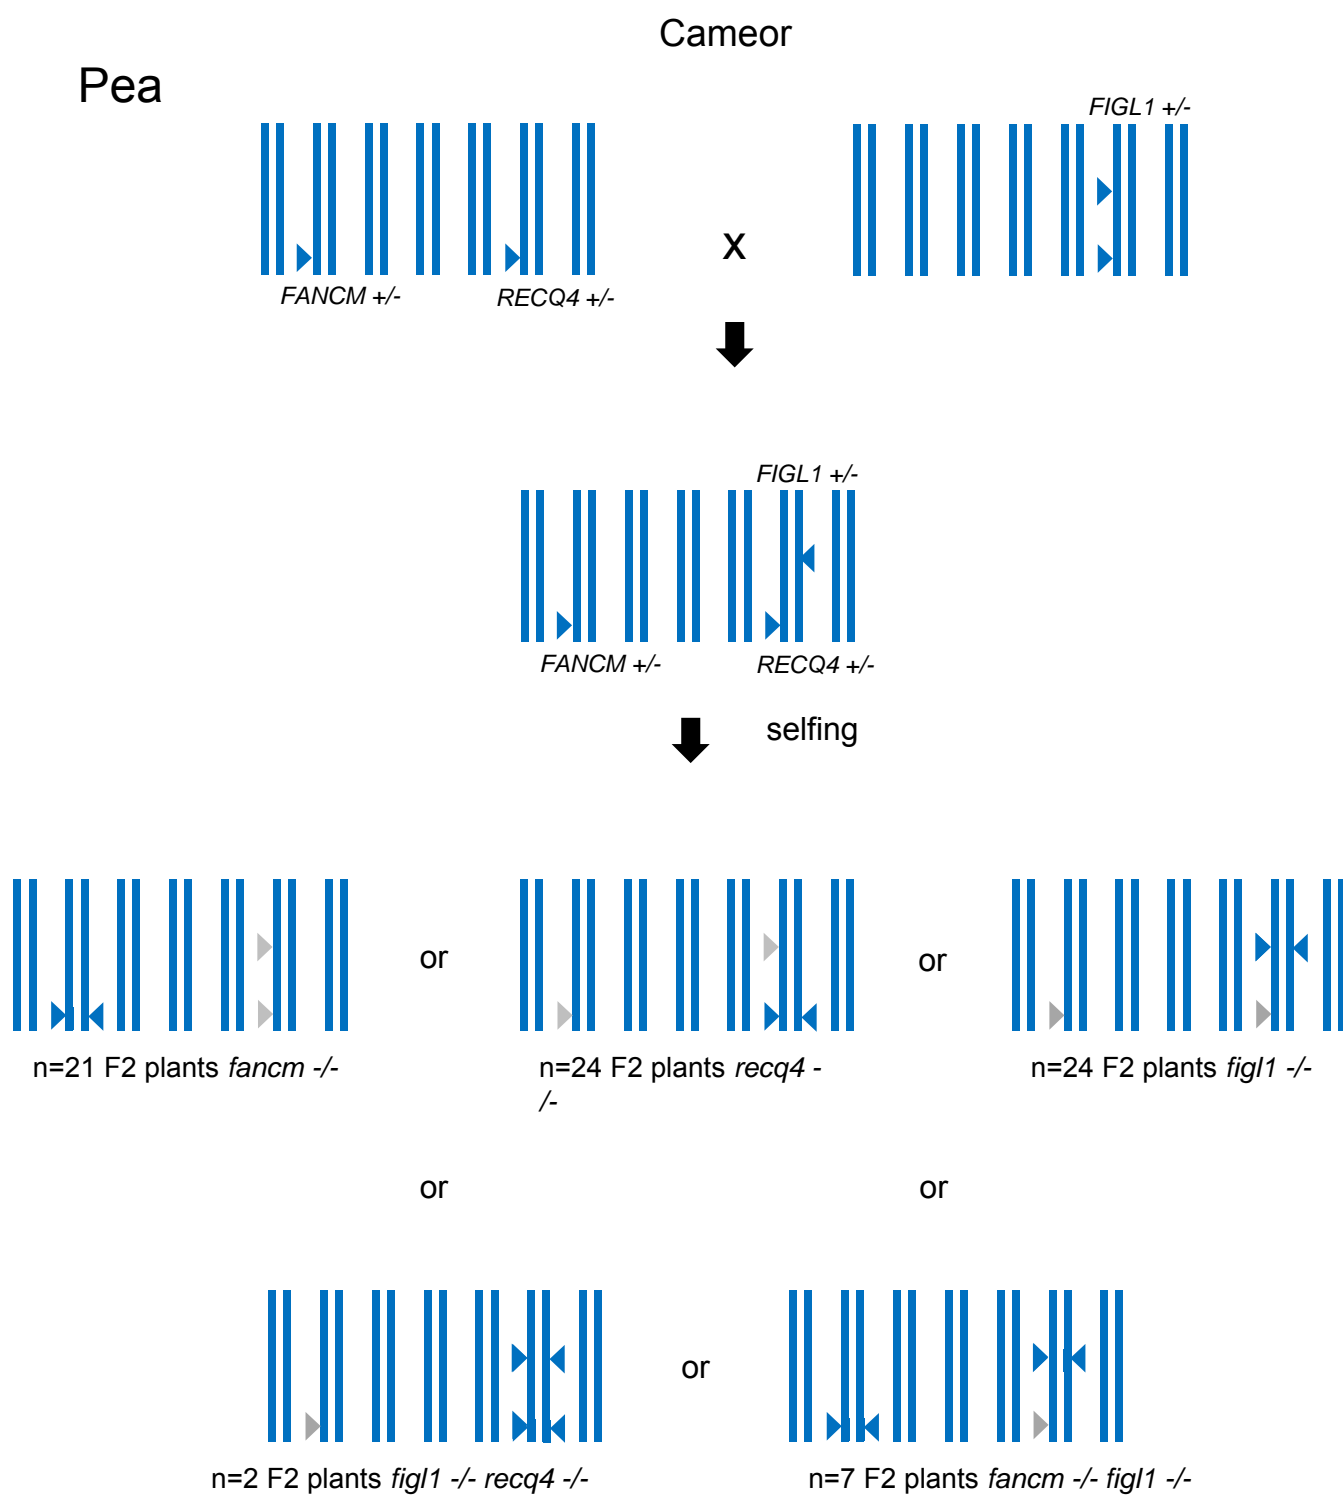 Cameor
Pea
FIGL1 +/-
x
FANCM +/-
RECQ4 +/-
FIGL1 +/-
FANCM +/-
RECQ4 +/-
selfing
or
or
n=21 F2 plants fancm -/-
n=24 F2 plants recq4 -
/-
n=24 F2 plants figl1 -/-
or
or
or
n=2 F2 plants figl1 -/- recq4 -/-
n=7 F2 plants fancm -/- figl1 -/-